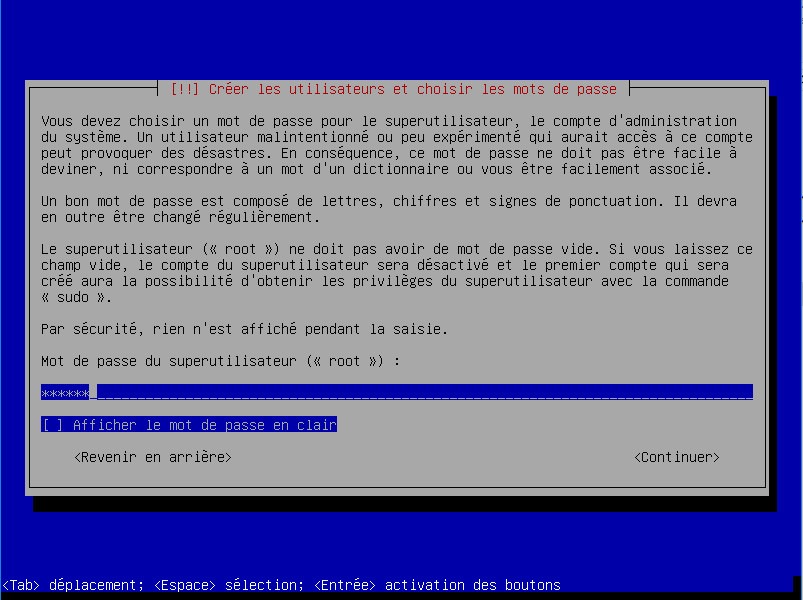 [!!] Créer les utilisateurs et choisir les mots de passe
Vous devez choisir un mot de passe pour le superutilisateur, le compte d'administration
du système. Un utilisateur malintentionné ou peu expérimenté qui aurait accès à ce compte
peut provoquer des désastres. En conséquence, ce mot de passe ne doit pas être facile à
deviner, ni correspondre à un mot d'un dictionnaire ou vous être facilement associé.
Un bon mot de passe est composé de lettres, chiffres et signes de ponctuation. Il devra
en outre être changé régulièrement.
Le superutilisateur (« root ») ne doit pas avoir de mot de passe vide. Si vous laissez ce
champ vide, le compte du superutilisateur sera désactivé et le premier compte qui sera
créé aura la possibilité d'obtenir les privilèges du superutilisateur avec la commande
« sudo ».
Par sécurité, rien n'est affiché pendant la saisie.
Mot de passe du superutilisateur (« root ») :
******
[ ] Afficher le mot de passe en clair
<Revenir en arrière> <Continuer>
<Tab> déplacement; <Espace> sélection; <Entrée> activation des boutons